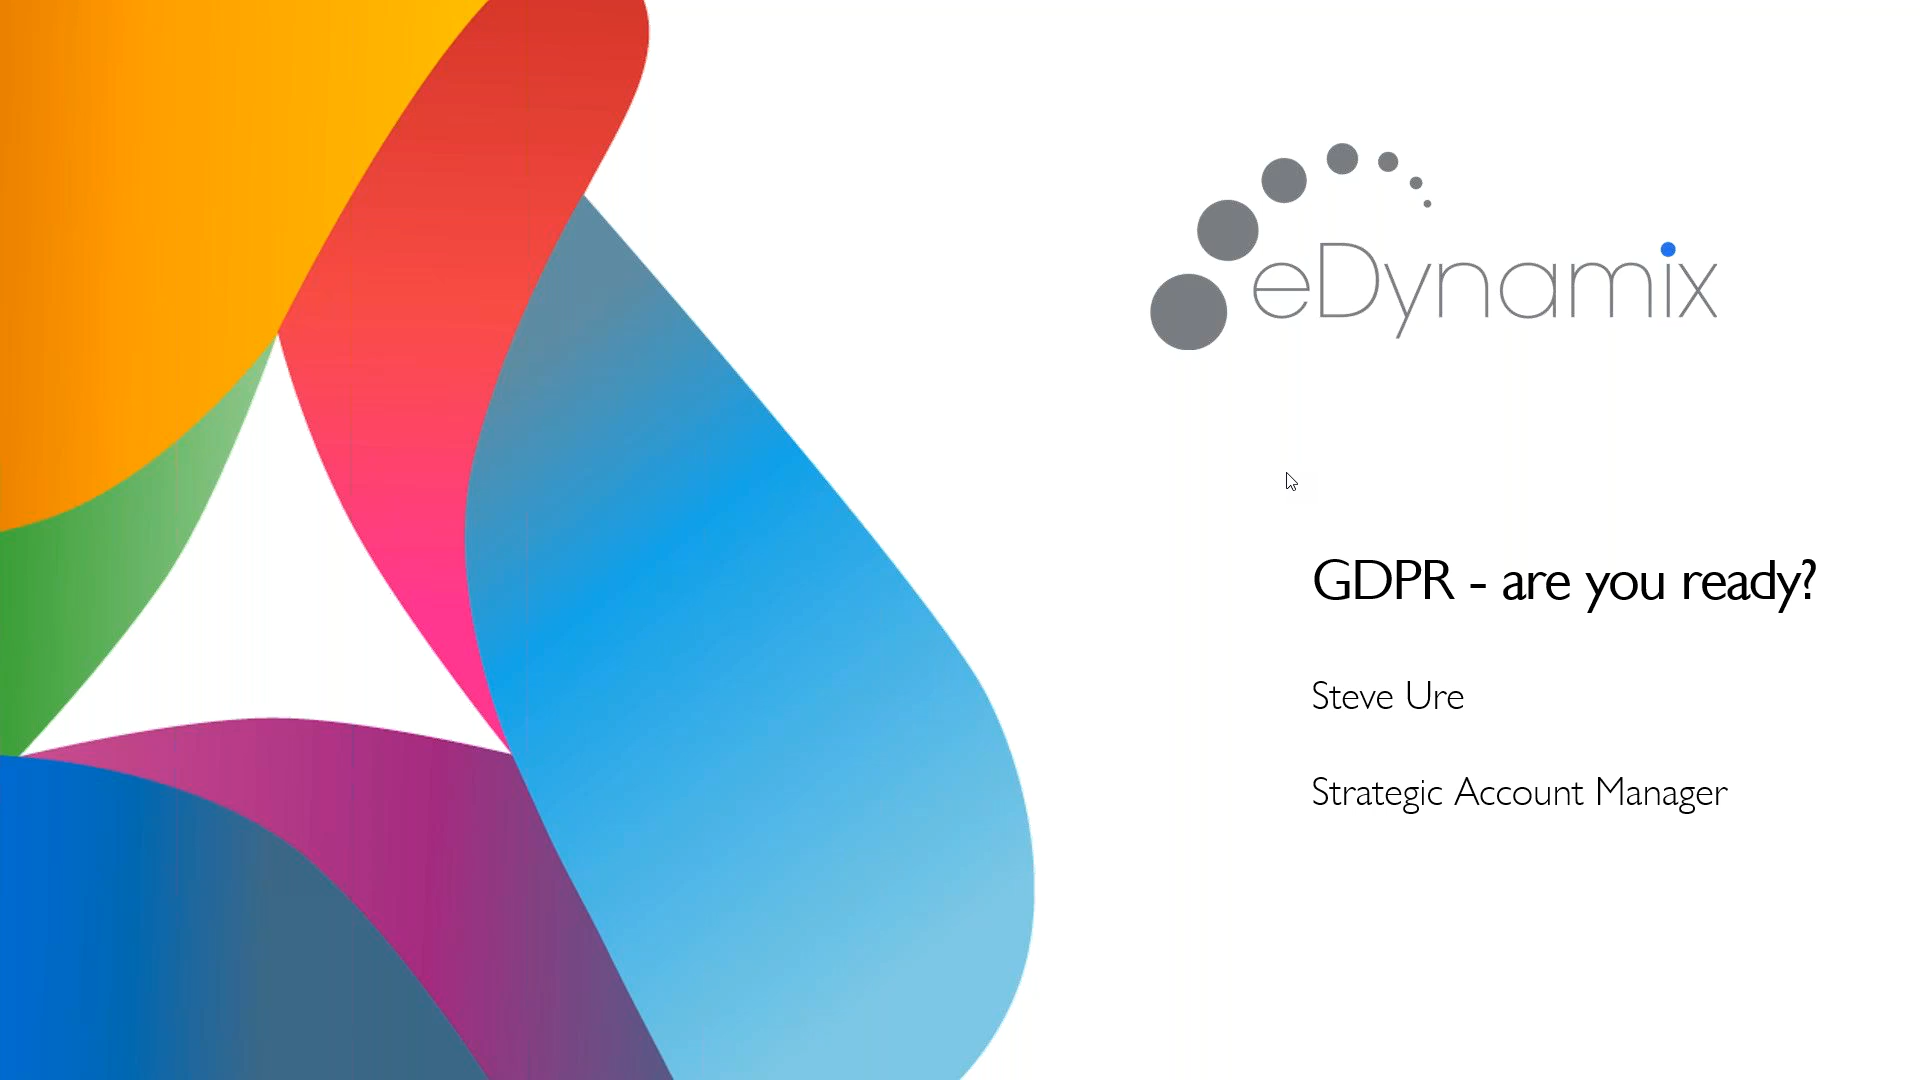 eDynamix
GDPR - are you ready?
Steve Ure
Strategic Account Manager